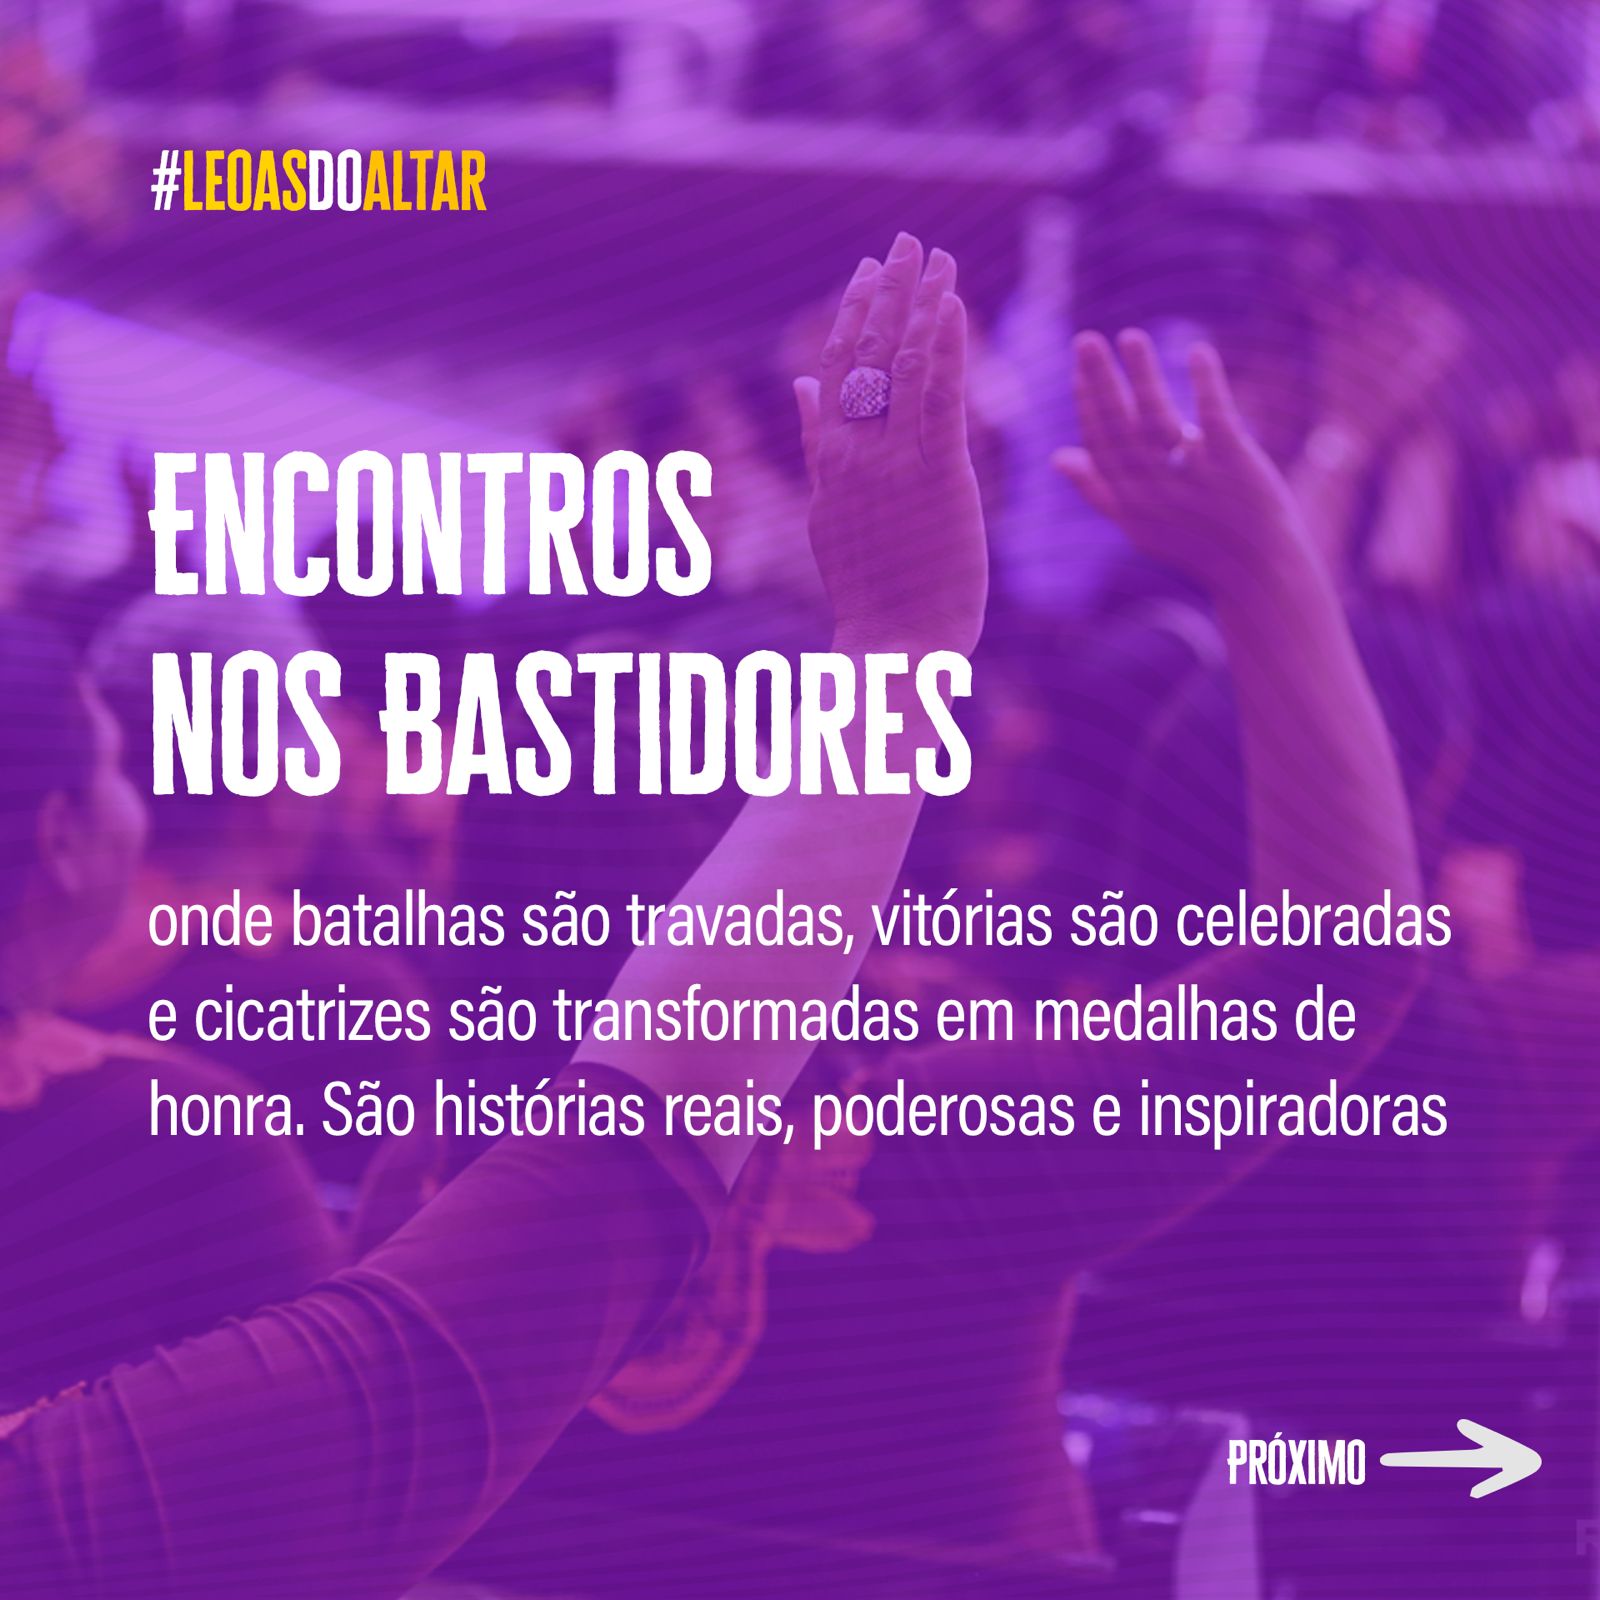 #LEOASDOALTAR
ENCONTROS
NOS BASTIDORES
onde batalhas são travadas, vitórias são celebradas
e cicatrizes são transformadas em medalhas de
honra. São histórias reais, poderosas e inspiradoras
PRÓXIMO